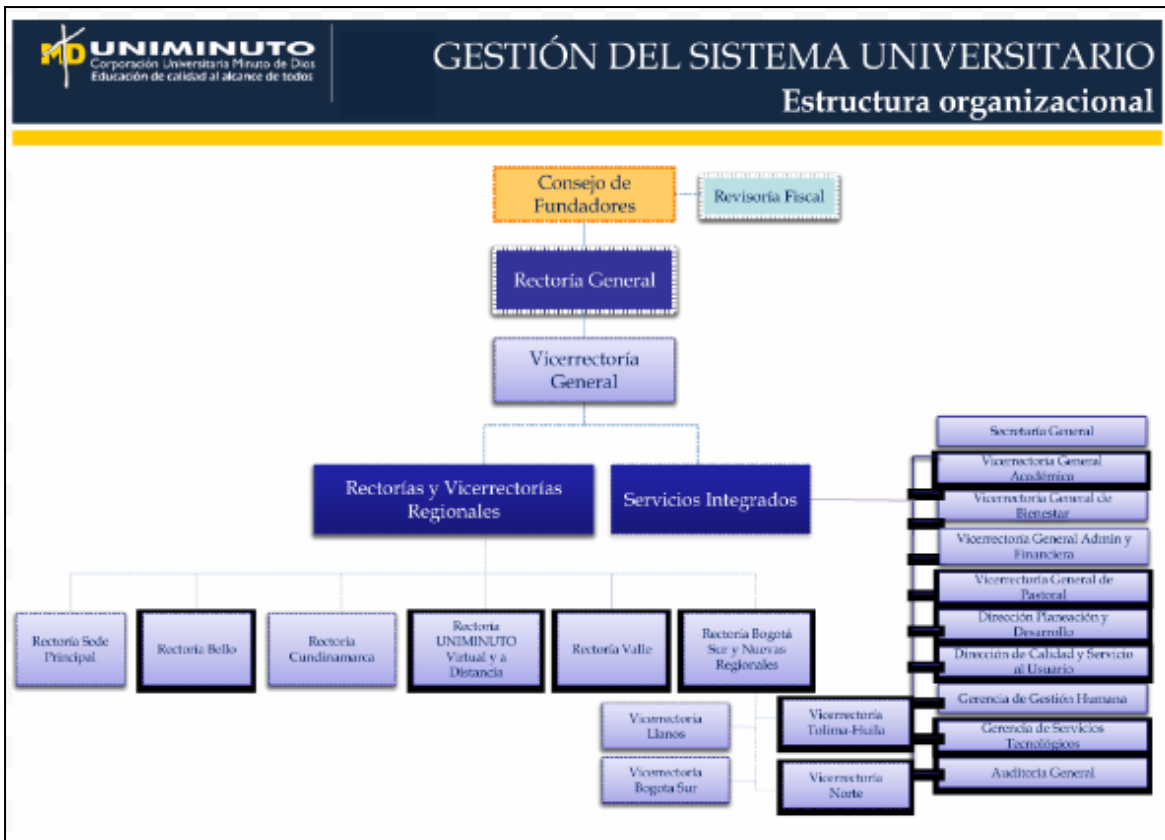 UNIMINUTO
Corporación Universitaria Minuto de Dios
Educación de calidad al alcance de todos
GESTIÓN DEL SISTEMA UNIVERSITARIO
Estructura organizacional
Consejo de
Fundadores
Revisoría Fiscal
Rectoría General
Vicerrectoría
General
Rectorías y Vicerrectorías
Regionales
Servicios Integrados
Secretaría General
Vicerrectoría General
Académica
Vicerrectoría General de
Bienestar
Vicerrectoría General Admin y
Financiera
Vicerrectoría General de
Pastoral
Dirección Planeación y
Desarrollo
Dirección de Calidad y Servicio
al Usuario
Gerencia de Gestión Humana
Gerencia de Servicios
Tecnológicos
Auditoría General
Rectoría Sede
Principal
Rectoría Bello
Rectoría
Cundinamarca
Rectoría
UNIMINUTO
Virtual y a
Distancia
Rectoría Valle
Rectoría Bogotá
Sur y Nuevas
Regionales
Vicerrectoría
Llanos
Vicerrectoría
Tolima-Huila
Vicerrectoría
Bogota Sur
Vicerrectoría
Norte